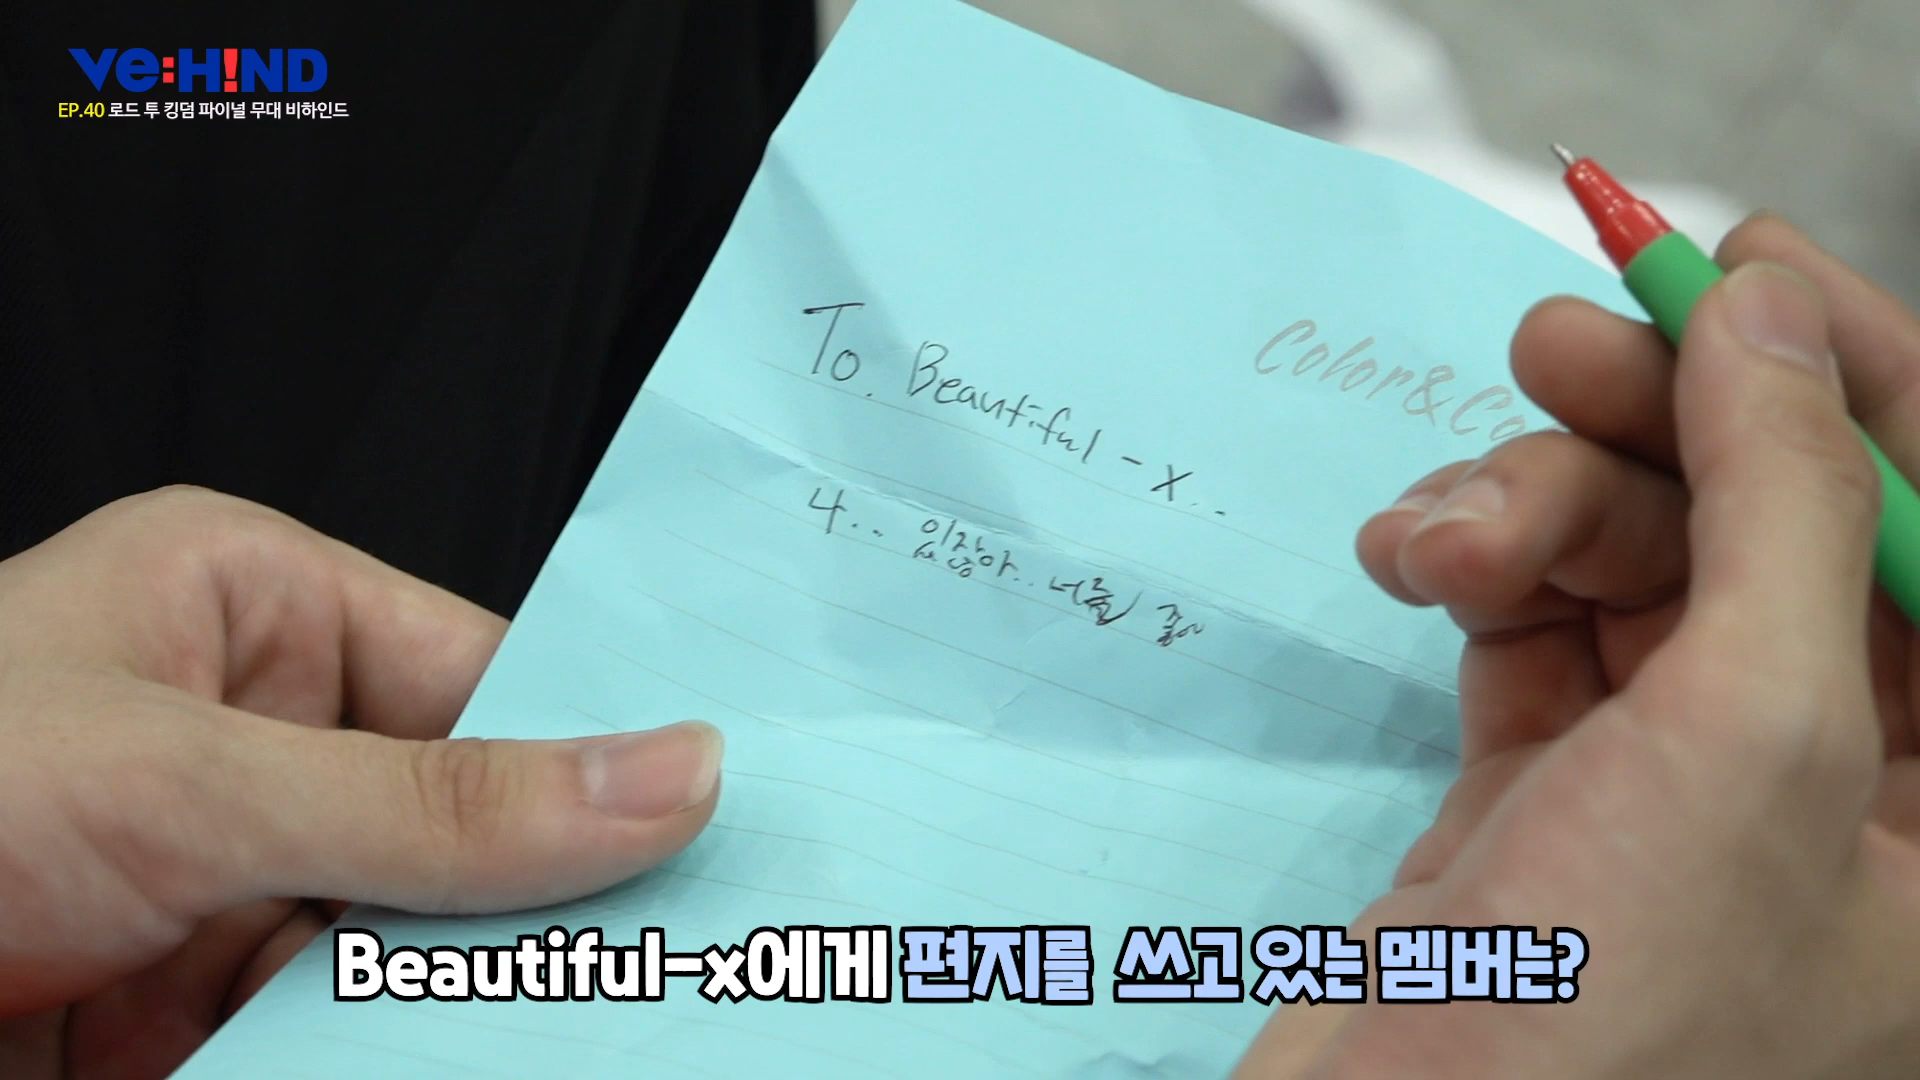 ve:H!ND
EP.40 로드 투 킹덤 파이널 무대 비하인드
To. Beautiful - x..
Color&Co
4.. 있잖아.. 너를 좋아
Beautiful-x에게 편지를 쓰고 있는 멤버는?